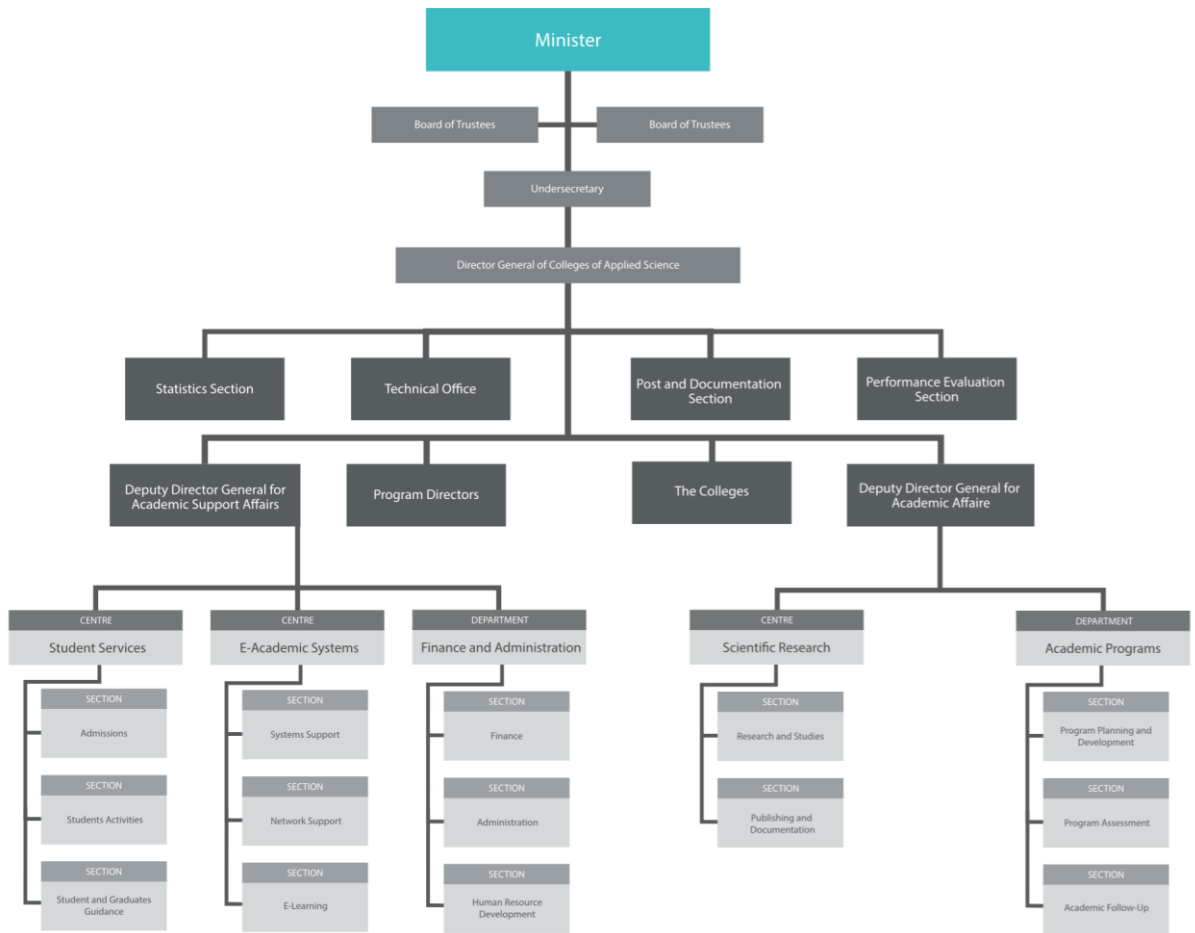 Minister
Board of Trustees
Board of Trustees
Undersecretary
Director General of Colleges of Applied Science
Statistics Section
Technical Office
Post and Documentation
Section
Performance Evaluation
Section
Deputy Director General for
Academic Support Affairs
Program Directors
The Colleges
Deputy Director General for
Academic Affaire
CENTRE
Student Services
CENTRE
E-Academic Systems
DEPARTMENT
Finance and Administration
CENTRE
Scientific Research
DEPARTMENT
Academic Programs
SECTION
Admissions
SECTION
Students Activities
SECTION
Student and Graduates
Guidance
SECTION
Systems Support
SECTION
Network Support
SECTION
E-Learning
SECTION
Finance
SECTION
Administration
SECTION
Human Resource
Development
SECTION
Research and Studies
SECTION
Publishing and
Documentation
SECTION
Program Planning and
Development
SECTION
Program Assessment
SECTION
Academic Follow-Up